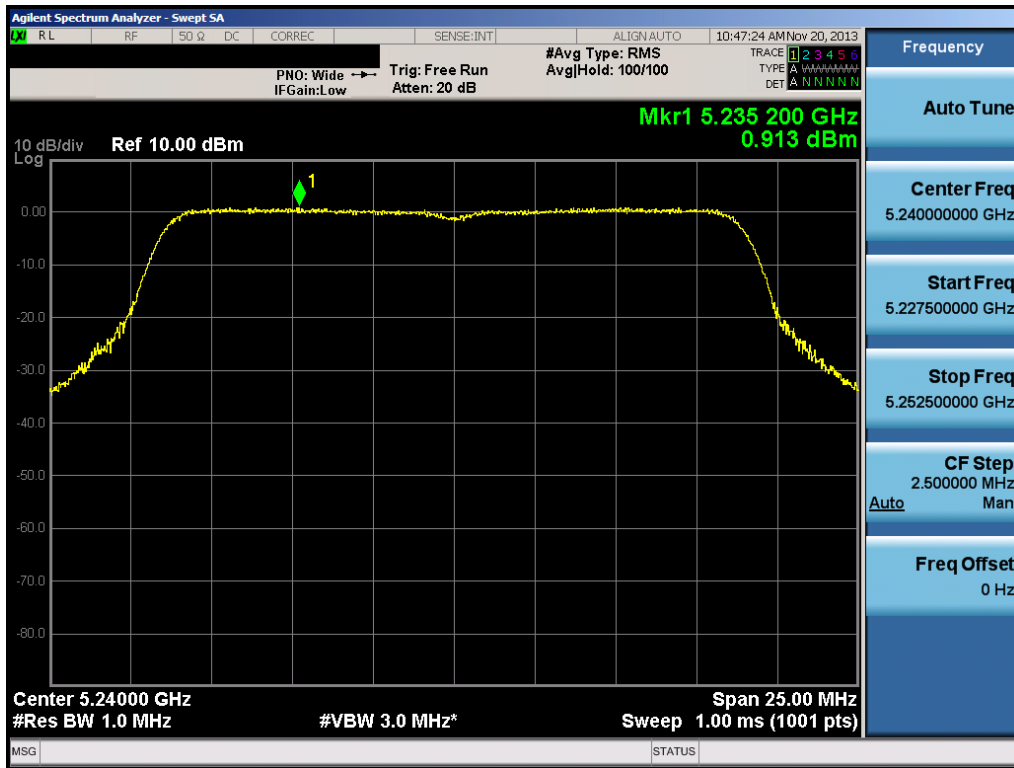 Agilent Spectrum Analyzer - Swept SA
LXI RL RF 50 Ω DC CORREC SENSE:INT ALIGN AUTO 10:47:24 AM Nov 20, 2013
PNO: Wide
IFGain:Low
Trig: Free Run
Atten: 20 dB
#Avg Type: RMS
Avg|Hold: 100/100
TRACE 1 2 3 4 5 6
TYPE A WWWWW
DET A N N N N N
Mkr1 5.235 200 GHz
0.913 dBm
10 dB/div Ref 10.00 dBm
Log
1
0.00
-10.0
-20.0
-30.0
-40.0
-50.0
-60.0
-70.0
-80.0
Center 5.24000 GHz Span 25.00 MHz
#Res BW 1.0 MHz #VBW 3.0 MHz* Sweep 1.00 ms (1001 pts)
MSG STATUS
Frequency
Auto Tune
Center Freq
5.240000000 GHz
Start Freq
5.227500000 GHz
Stop Freq
5.252500000 GHz
CF Step
2.500000 MHz
Auto Man
Freq Offset
0 Hz